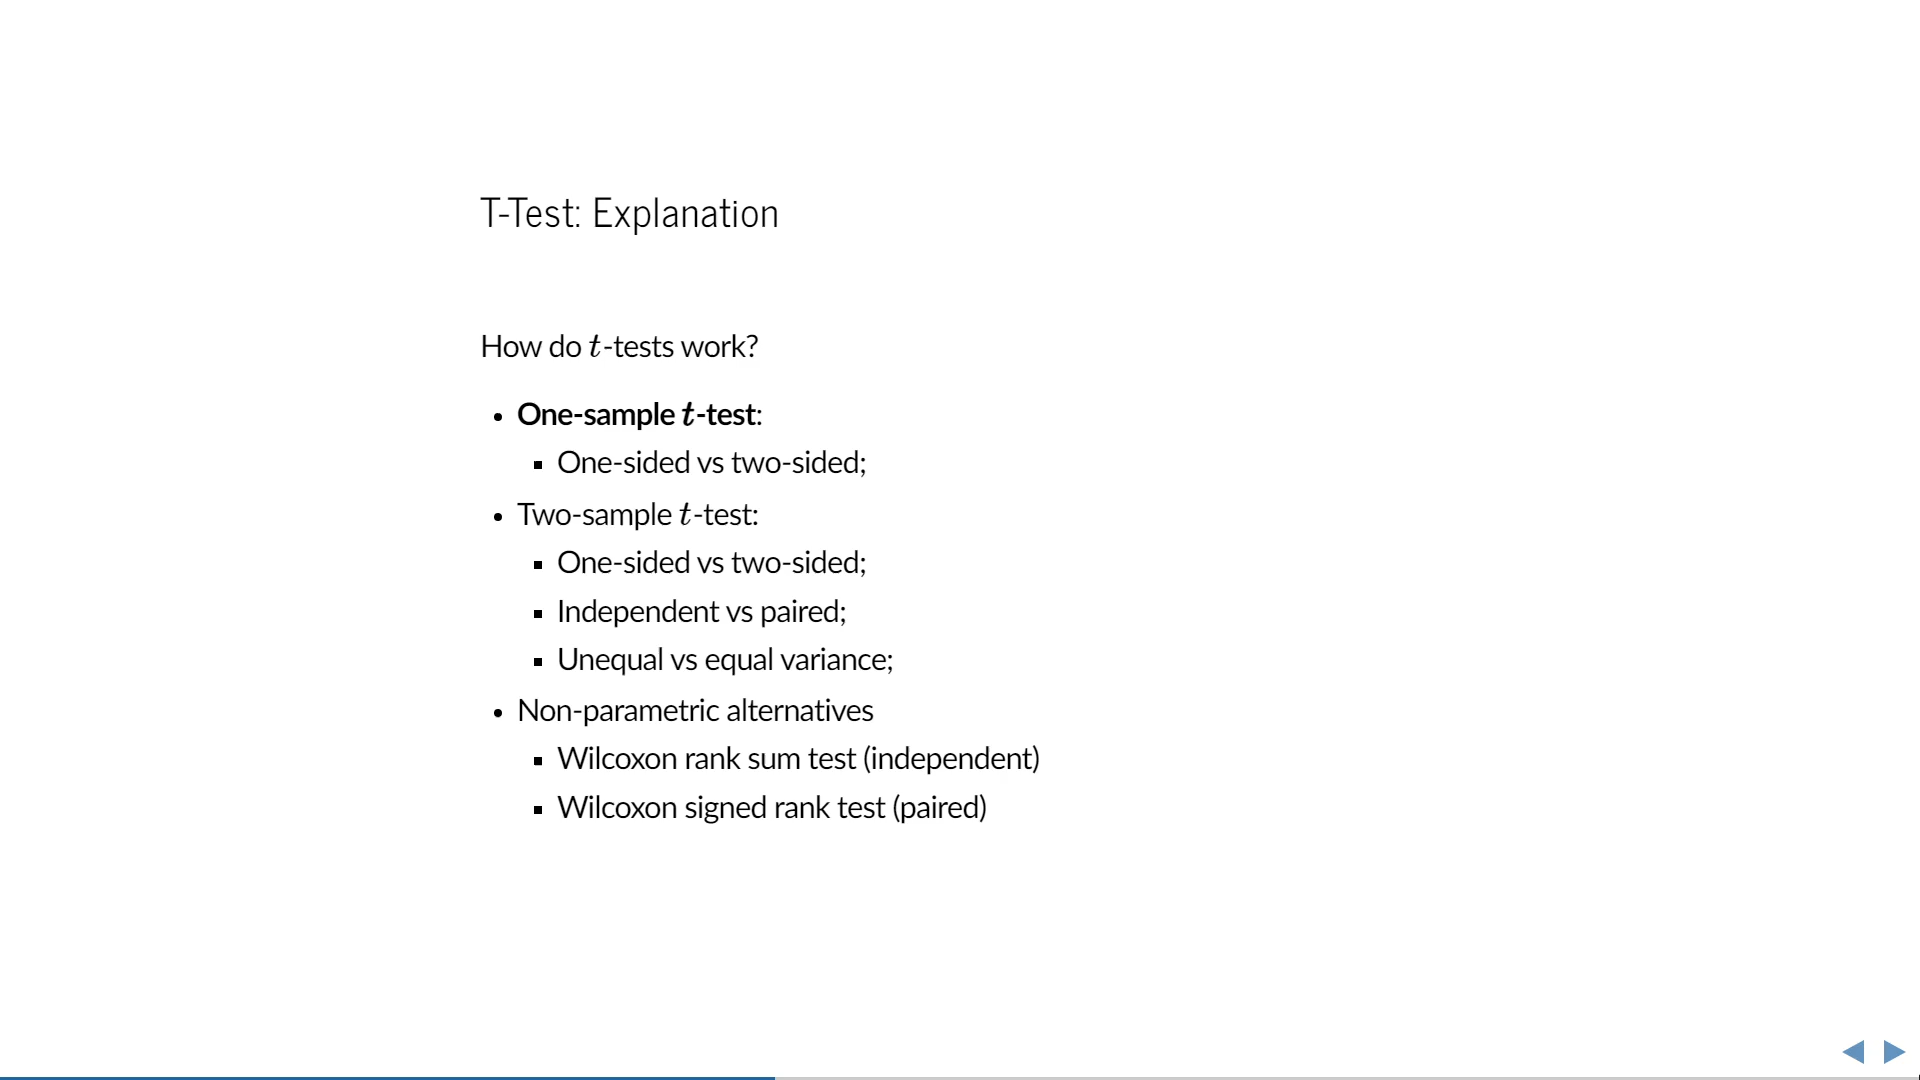 T-Test: Explanation
How do t-tests work?
• One-sample t-test:
▪ One-sided vs two-sided;
• Two-sample t-test:
▪ One-sided vs two-sided;
▪ Independent vs paired;
▪ Unequal vs equal variance;
• Non-parametric alternatives
▪ Wilcoxon rank sum test (independent)
▪ Wilcoxon signed rank test (paired)